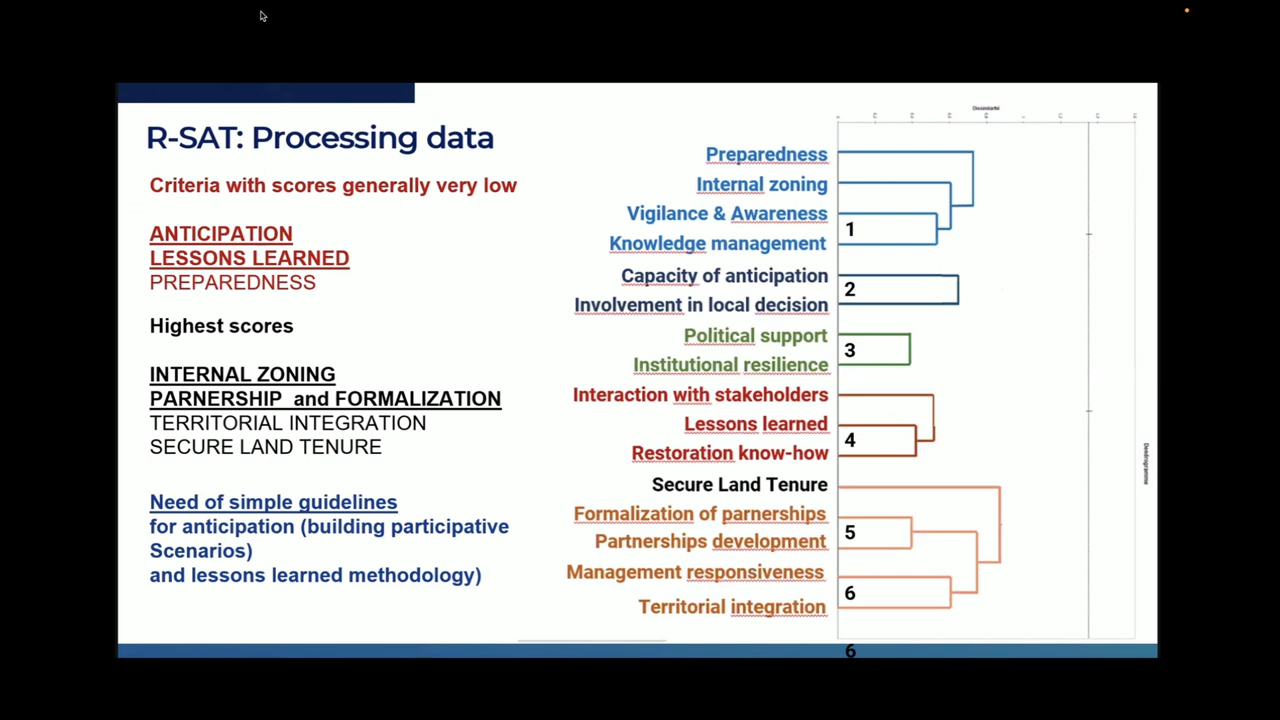 R-SAT: Processing data
Criteria with scores generally very low
ANTICIPATION
LESSONS LEARNED
PREPAREDNESS
Highest scores
INTERNAL ZONING
PARNERSHIP and FORMALIZATION
TERRITORIAL INTEGRATION
SECURE LAND TENURE
Need of simple guidelines
for anticipation (building participative
Scenarios)
and lessons learned methodology)
Preparedness
Internal zoning
Vigilance & Awareness
Knowledge management
Capacity of anticipation
Involvement in local decision
Political support
Institutional resilience
Interaction with stakeholders
Lessons learned
Restoration know-how
Secure Land Tenure
Formalization of parnerships
Partnerships development
Management responsiveness
Territorial integration
1
2
3
4
5
6
6
Dendrogramme